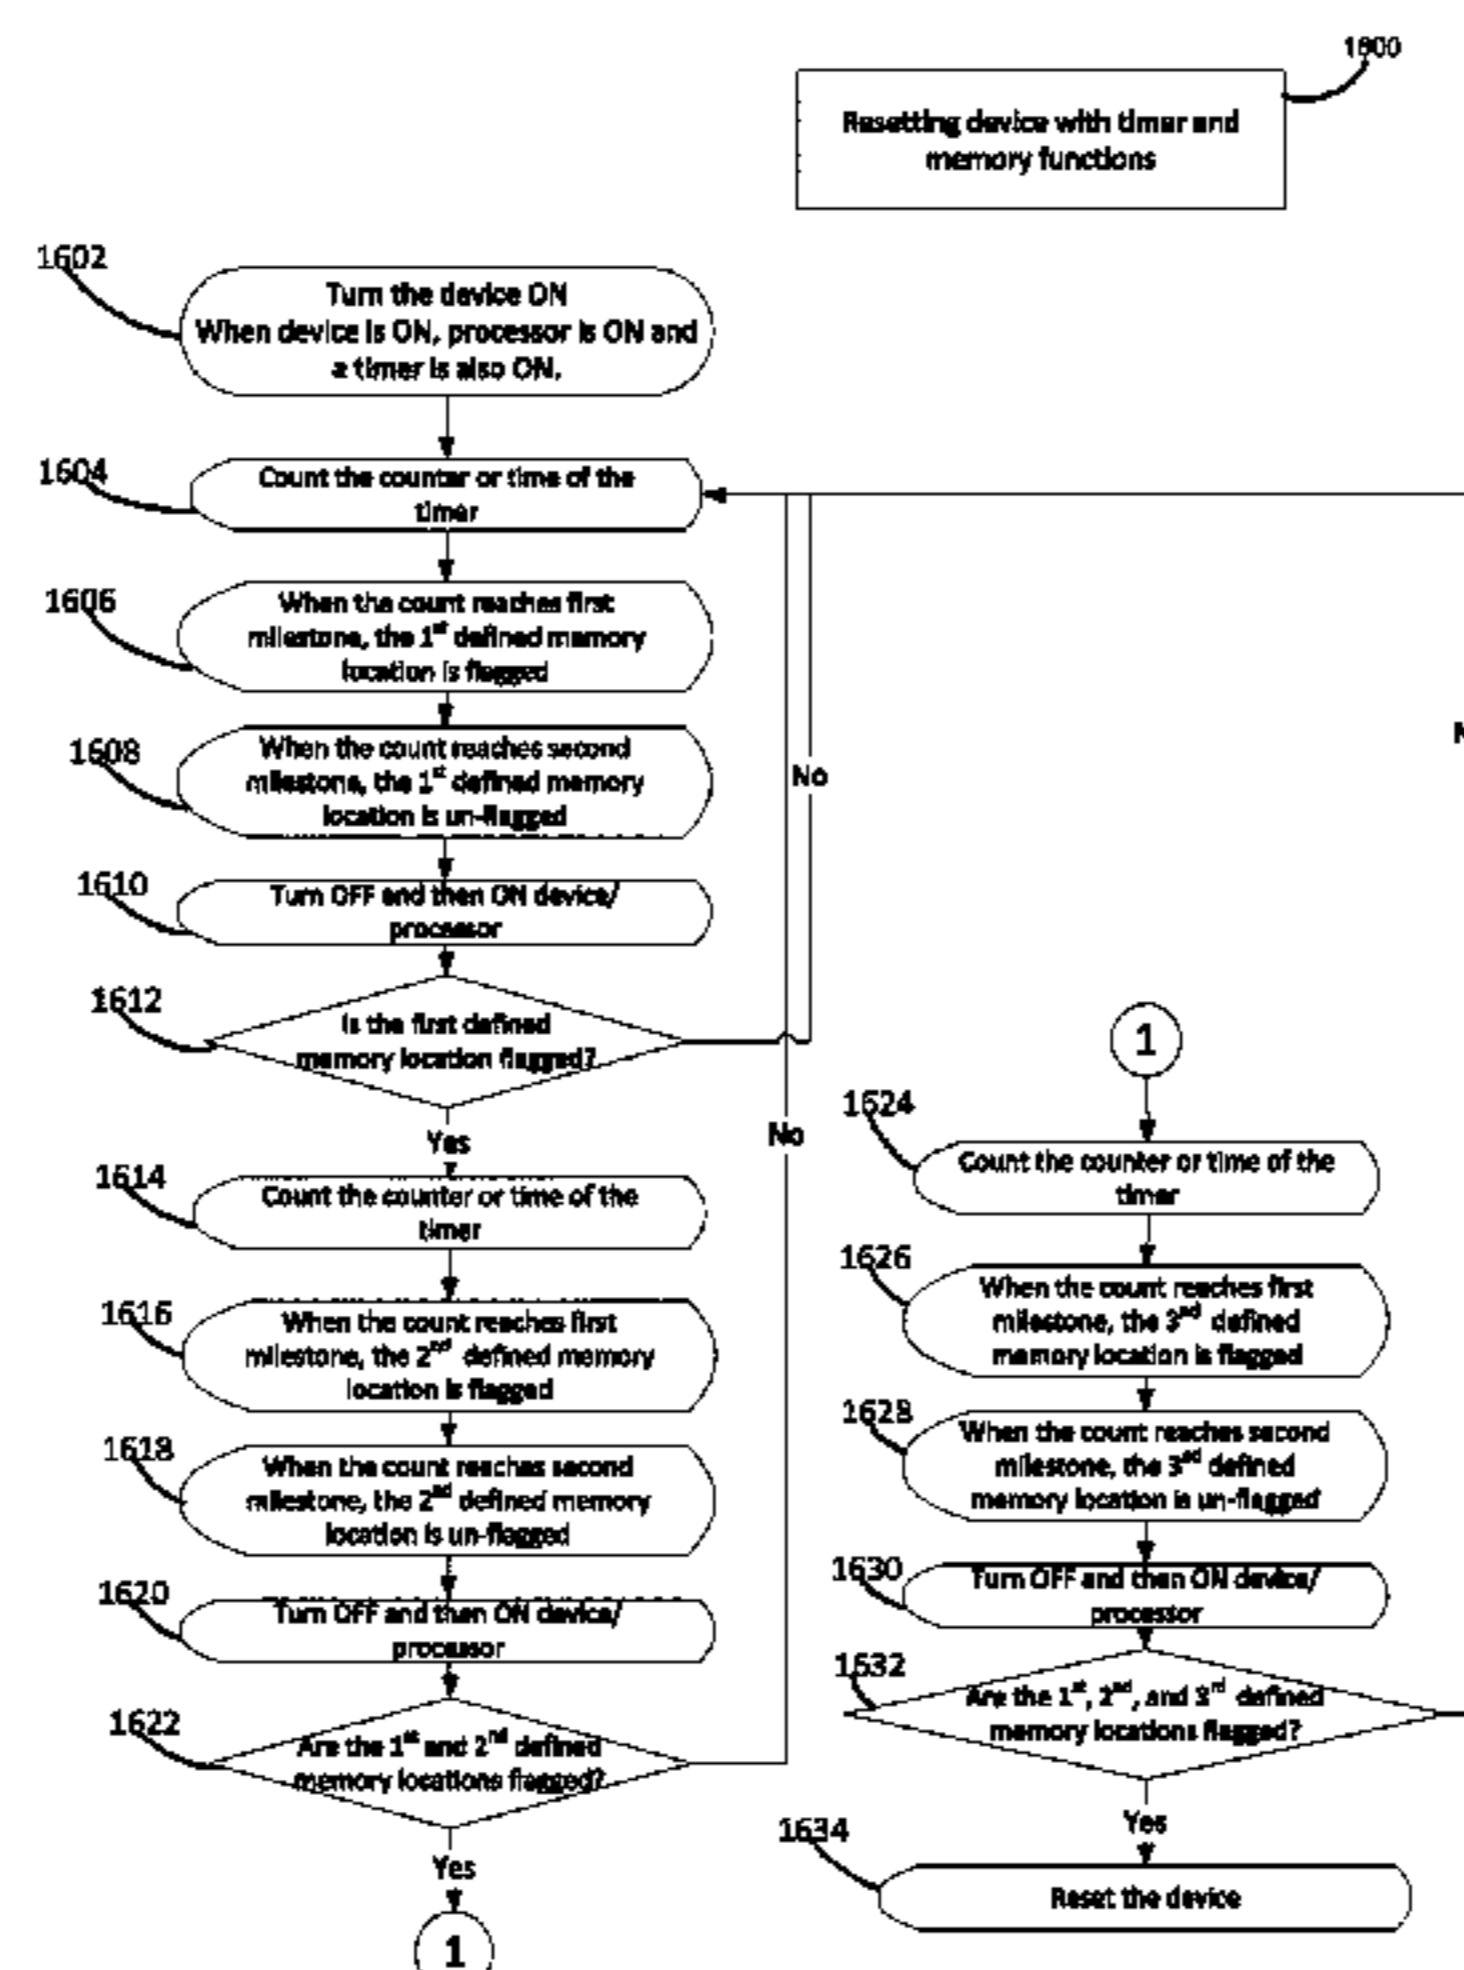 1600
Resetting device with timer and
memory functions
1602
Turn the device ON
When device is ON, processor is ON and
a timer is also ON.
1604
Count the counter or time of the
timer
1606
When the count reaches first
milestone, the 1st defined memory
location is flagged
1608
When the count reaches second
milestone, the 1st defined memory
location is un-flagged
No
1610
Turn OFF and then ON device/
processor
1612
Is the first defined
memory location flagged?
Yes
No
1614
Count the counter or time of the
timer
1616
When the count reaches first
milestone, the 2nd defined memory
location is flagged
1618
When the count reaches second
milestone, the 2nd defined memory
location is un-flagged
1620
Turn OFF and then ON device/
processor
1622
Are the 1st and 2nd defined
memory locations flagged?
Yes
1
1
1624
Count the counter or time of the
timer
1626
When the count reaches first
milestone, the 3nd defined
memory location is flagged
1628
When the count reaches second
milestone, the 3nd defined
memory location is un-flagged
1630
Turn OFF and then ON device/
processor
1632
Are the 1st, 2nd, and 3rd defined
memory locations flagged?
Yes
1634
Reset the device